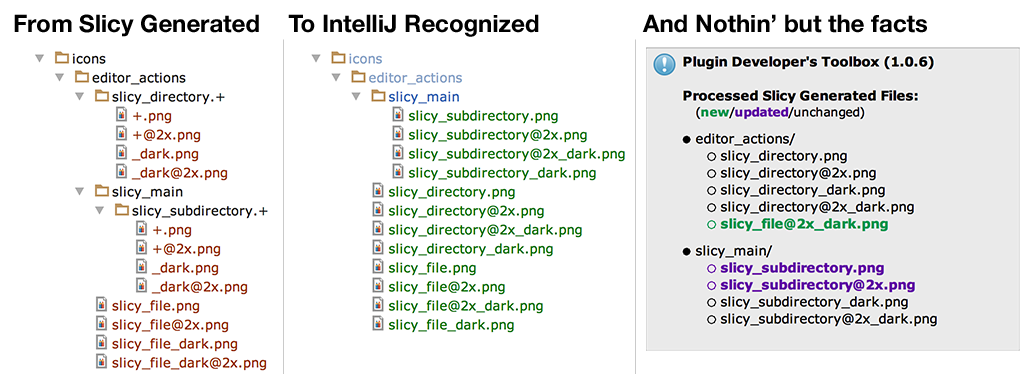 From Slicy Generated
icons
editor_actions
slicy_directory.+
+.png
+@2x.png
_dark.png
_dark@2x.png
slicy_main
slicy_subdirectory.+
+.png
+@2x.png
_dark.png
_dark@2x.png
slicy_file.png
slicy_file@2x.png
slicy_file_dark.png
slicy_file_dark@2x.png
To IntelliJ Recognized
icons
editor_actions
slicy_main
slicy_subdirectory.png
slicy_subdirectory@2x.png
slicy_subdirectory@2x_dark.png
slicy_subdirectory_dark.png
slicy_directory.png
slicy_directory@2x.png
slicy_directory@2x_dark.png
slicy_directory_dark.png
slicy_file.png
slicy_file@2x.png
slicy_file@2x_dark.png
slicy_file_dark.png
And Nothin’ but the facts
Plugin Developer's Toolbox (1.0.6)
Processed Slicy Generated Files:
(new/updated/unchanged)
editor_actions/
slicy_directory.png
slicy_directory@2x.png
slicy_directory_dark.png
slicy_directory@2x_dark.png
slicy_file@2x_dark.png
slicy_main/
slicy_subdirectory.png
slicy_subdirectory@2x.png
slicy_subdirectory_dark.png
slicy_subdirectory@2x_dark.png